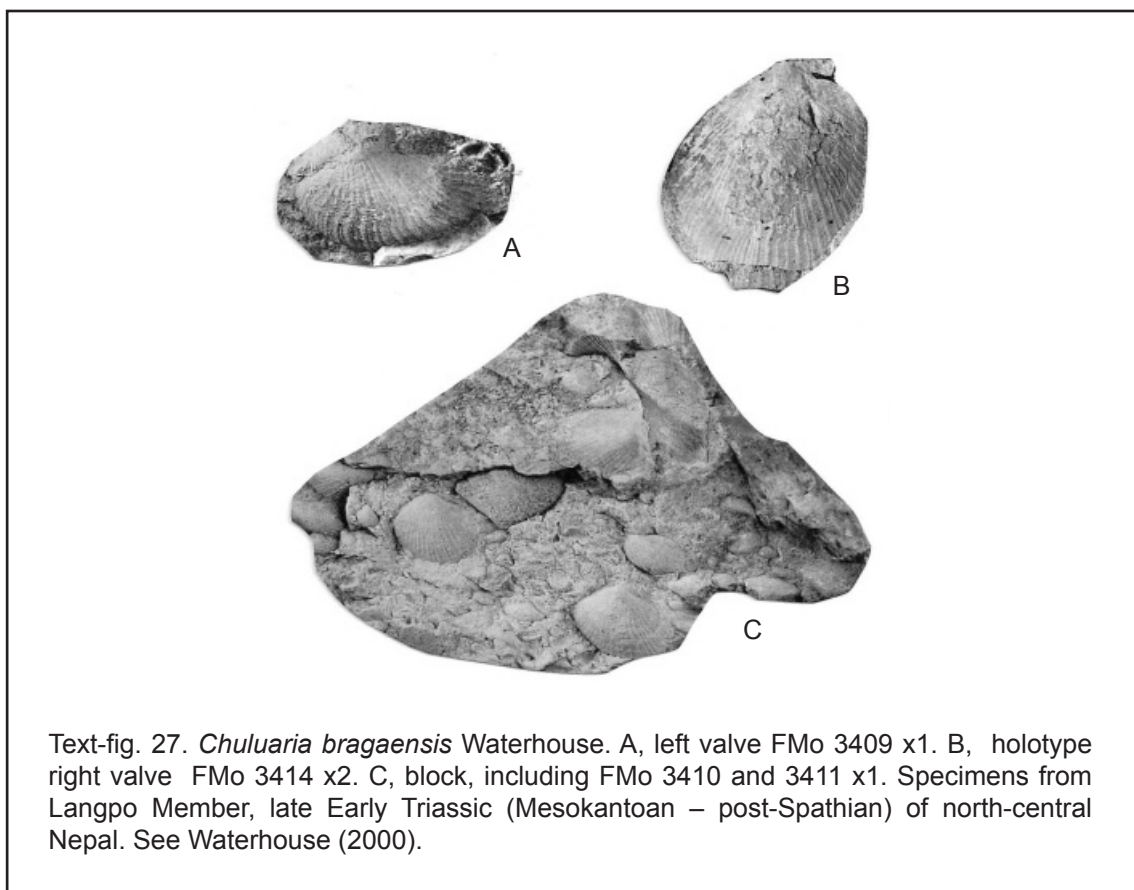 A
B
C
Text-fig. 27. Chuluaria bragaensis Waterhouse. A, left valve FMo 3409 x1. B, holotype
right valve FMo 3414 x2. C, block, including FMo 3410 and 3411 x1. Specimens from
Langpo Member, late Early Triassic (Mesokantoan – post-Spathian) of north-central
Nepal. See Waterhouse (2000).